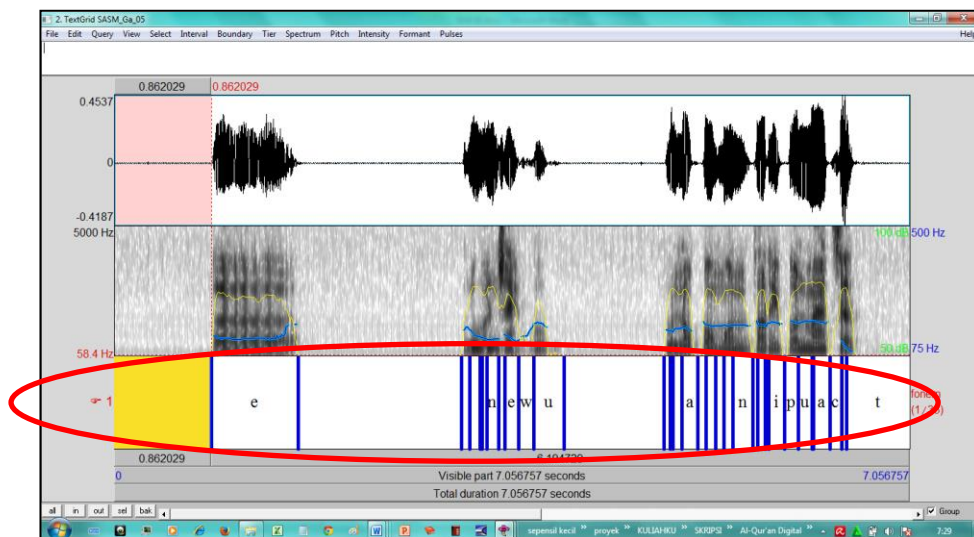 2. TextGrid SASM_Ga_05
File Edit Query View Select Interval Boundary Tier Spectrum Pitch Intensity Formant Pulses Help
0.862029 0.862029
0.4537
0
-0.4187
5000 Hz 100 dB 500 Hz
58.4 Hz 50 dB 75 Hz
1 e n e w u a n i p u a c t fonem
0.862029 6.194729
0 Visible part 7.056757 seconds 7.056757
Total duration 7.056757 seconds
all in out sel bak Group
sepensil kecil proyek KULIAHKU SKRIPSI Al-Qur'an Digital 7:29